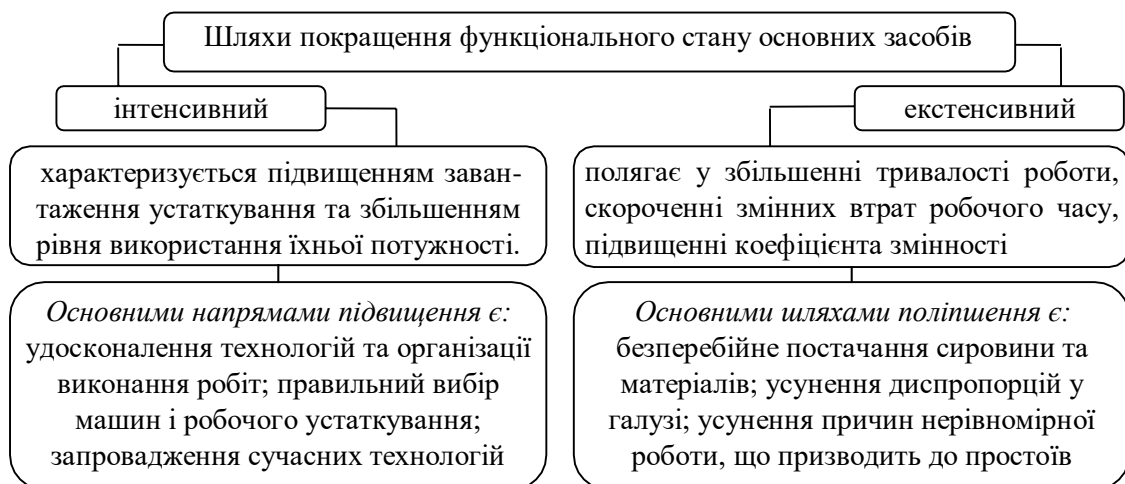 Шляхи покращення функціонального стану основних засобів
інтенсивний
екстенсивний
характеризується підвищенням заван-
таження устаткування та збільшенням
рівня використання їхньої потужності.
полягає у збільшенні тривалості роботи,
скороченні змінних втрат робочого часу,
підвищенні коефіцієнта змінності
Основними напрямами підвищення є:
удосконалення технологій та організації
виконання робіт; правильний вибір
машин і робочого устаткування;
запровадження сучасних технологій
Основними шляхами поліпшення є:
безперебійне постачання сировини та
матеріалів; усунення диспропорцій у
галузі; усунення причин нерівномірної
роботи, що призводить до простоїв